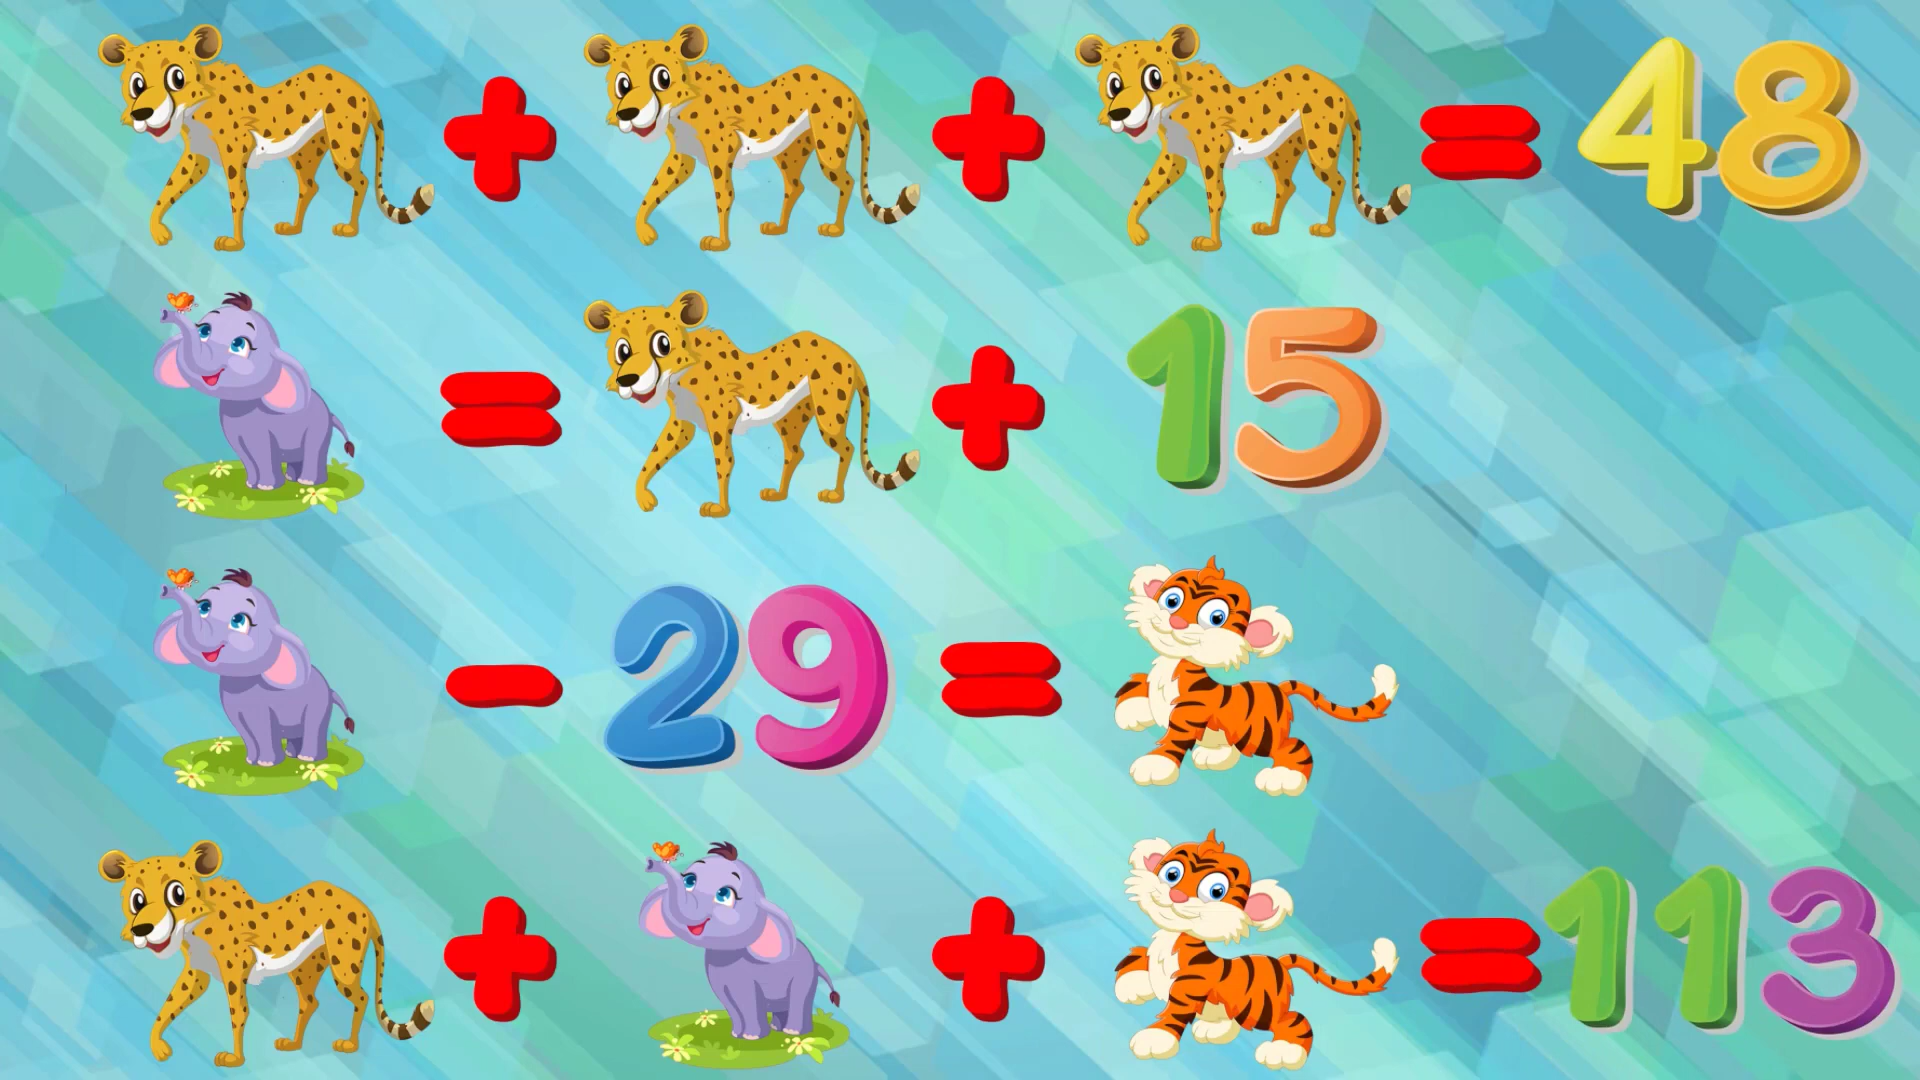 + + = 48
= + 15
- 29 =
+ + = 113